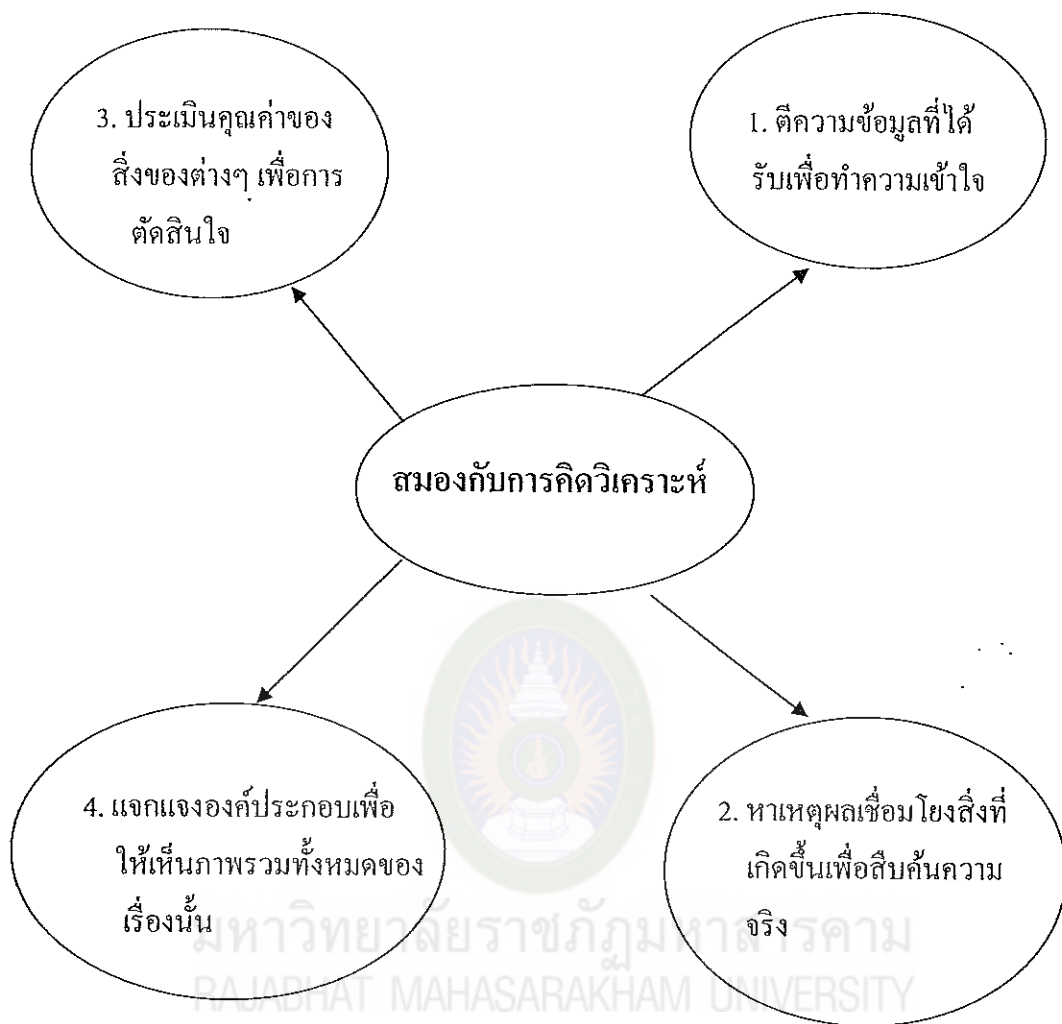 3. ประเมินคุณค่าของ
สิ่งของต่างๆ เพื่อการ
ตัดสินใจ
1. ตีความข้อมูลที่ได้
รับเพื่อทำความเข้าใจ
สมองกับการคิดวิเคราะห์
4. แจกแจงองค์ประกอบเพื่อ
ให้เห็นภาพรวมทั้งหมดของ
เรื่องนั้น
2. หาเหตุผลเชื่อมโยงสิ่งที่
เกิดขึ้นเพื่อสืบค้นความ
จริง
มหาวิทยาลัยราชภัฏมหาสารคาม
RAJABHAT MAHASARAKHAM UNIVERSITY